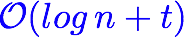 𝒪(log n + t)